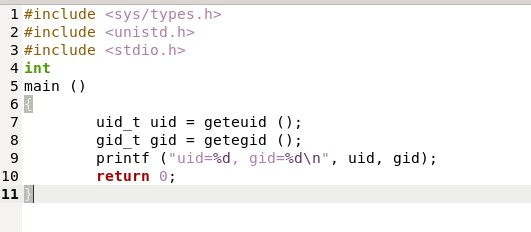 1 #include <sys/types.h>
2 #include <unistd.h>
3 #include <stdio.h>
4 int
5 main ()
6 {
7         uid_t uid = geteuid ();
8         gid_t gid = getegid ();
9         printf ("uid=%d, gid=%d\n", uid, gid);
10         return 0;
11 }